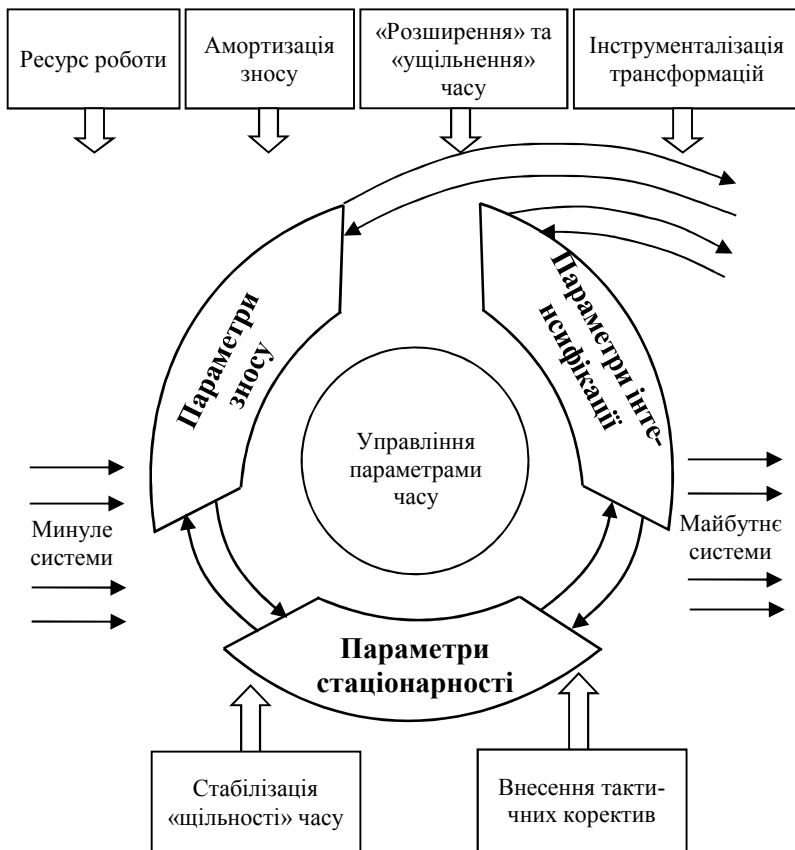 Ресурс роботи
Амортизація
зносу
«Розширення» та
«ущільнення»
часу
Інструменталізація
трансформацій
Параметри
зносу
Параметри інте-
нсифікації
Управління
параметрами
часу
Минуле
системи
Майбутнє
системи
Параметри
стаціонарності
Стабілізація
«щільності» часу
Внесення такти-
чних коректив